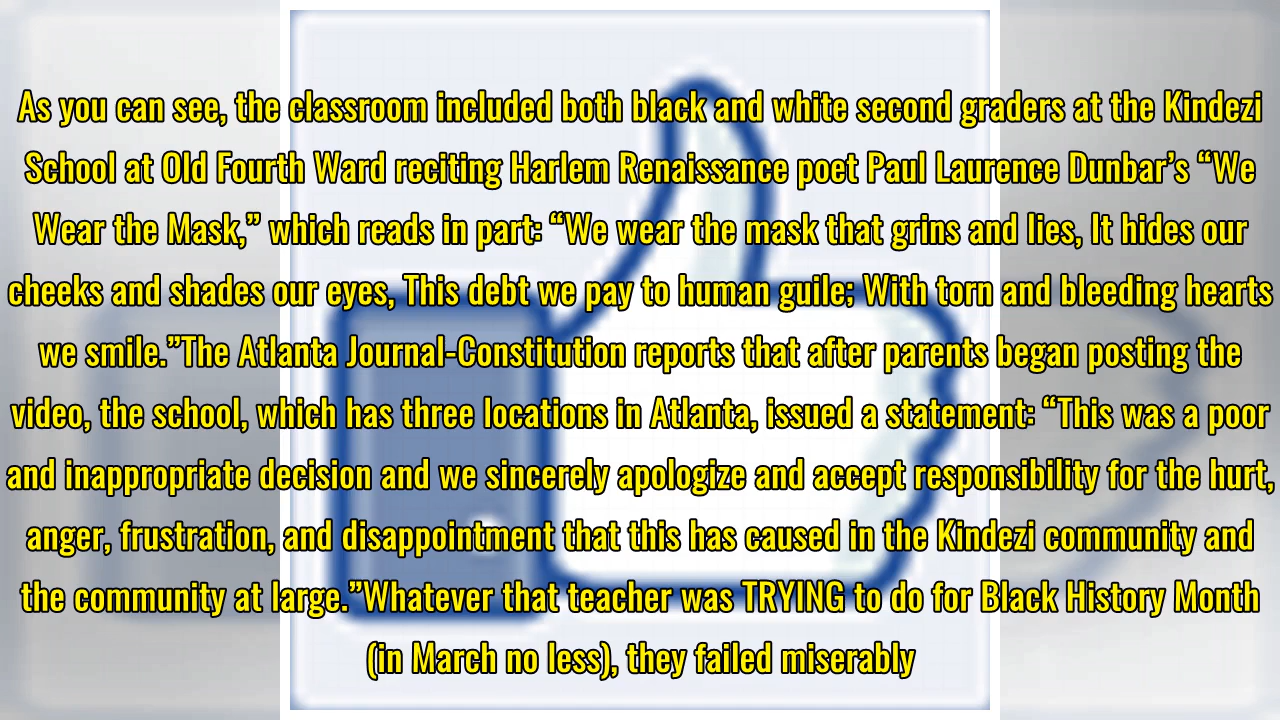 As you can see, the classroom included both black and white second graders at the Kindezi
School at Old Fourth Ward reciting Harlem Renaissance poet Paul Laurence Dunbar’s “We
Wear the Mask,” which reads in part: “We wear the mask that grins and lies, It hides our
cheeks and shades our eyes, This debt we pay to human guile; With torn and bleeding hearts
we smile.”The Atlanta Journal-Constitution reports that after parents began posting the
video, the school, which has three locations in Atlanta, issued a statement: “This was a poor
and inappropriate decision and we sincerely apologize and accept responsibility for the hurt,
anger, frustration, and disappointment that this has caused in the Kindezi community and
the community at large.”Whatever that teacher was TRYING to do for Black History Month
(in March no less), they failed miserably